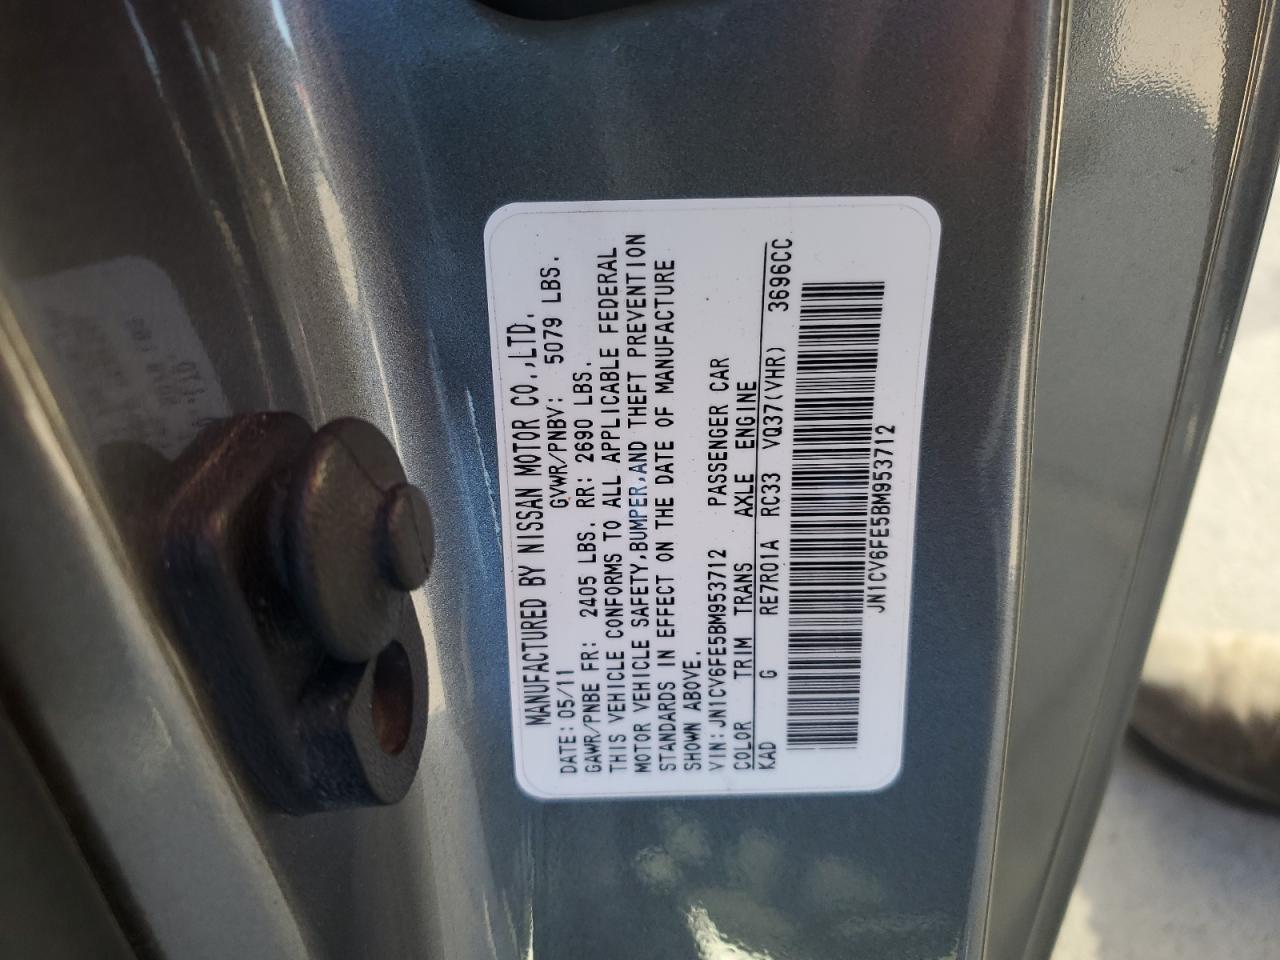 MANUFACTURED BY NISSAN MOTOR CO.,LTD.
DATE: 05/11 GVWR/PNBV: 5079 LBS.
GAWR/PNBE FR: 2405 LBS. RR: 2690 LBS.
THIS VEHICLE CONFORMS TO ALL APPLICABLE FEDERAL
MOTOR VEHICLE SAFETY,BUMPER,AND THEFT PREVENTION
STANDARDS IN EFFECT ON THE DATE OF MANUFACTURE
SHOWN ABOVE.
VIN:JN1CV6FE5BM953712 PASSENGER CAR
COLOR TRIM TRANS AXLE ENGINE
KAD G RE7R01A RC33 VQ37(VHR) 3696CC
JN1CV6FE5BM953712